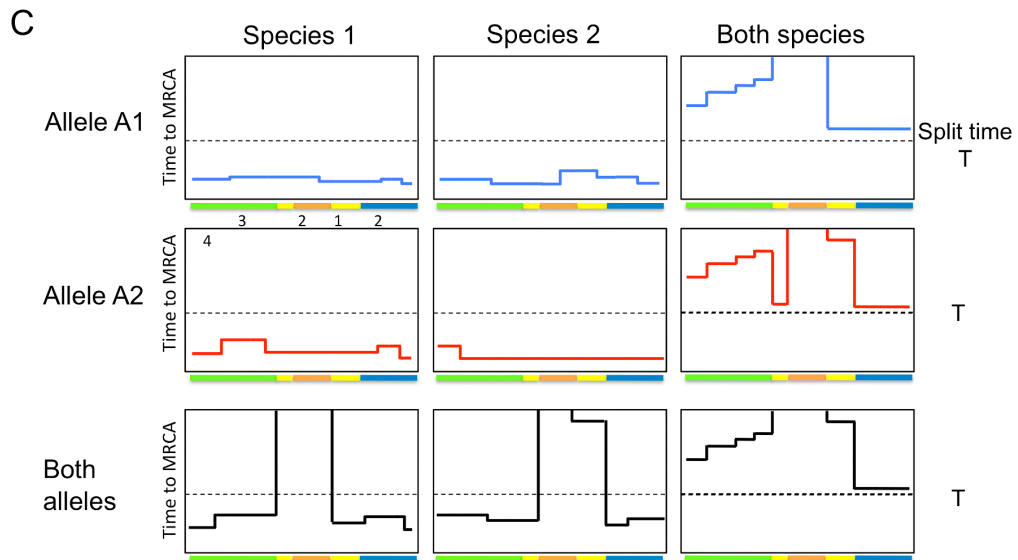 C
Species 1
Species 2
Both species
Allele A1
Time to MRCA
Split time
T
3
2
1
2
4
Allele A2
Time to MRCA
T
Both
alleles
Time to MRCA
T